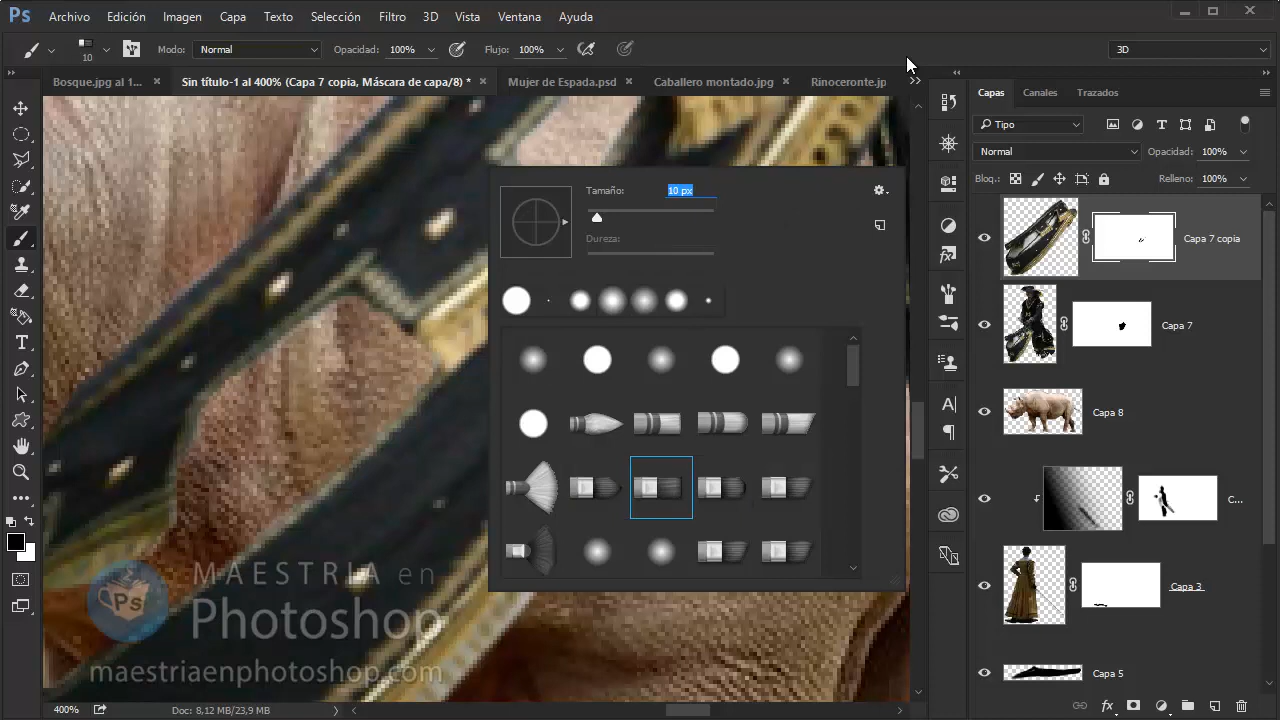 Ps Archivo Edición Imagen Capa Texto Selección Filtro 3D Vista Ventana Ayuda
10 Modo: Normal Opacidad: 100% Flujo: 100% 3D
Bosque.jpg al 1... Sin título-1 al 400% (Capa 7 copia, Máscara de capa/8) * Mujer de Espada.psd Caballero montado.jpg Rinoceronte.jp
Capas Canales Trazados
Tipo
Normal Opacidad: 100%
Bloq.: Relleno: 100%
Tamaño: 10 px
Dureza:
Capa 7 copia
Capa 7
Capa 8
C...
Capa 3
Capa 5
Ps
MAESTRIA en
Photoshop
maestriaenphotoshop.com
400% Doc: 8,12 MB/23,9 MB